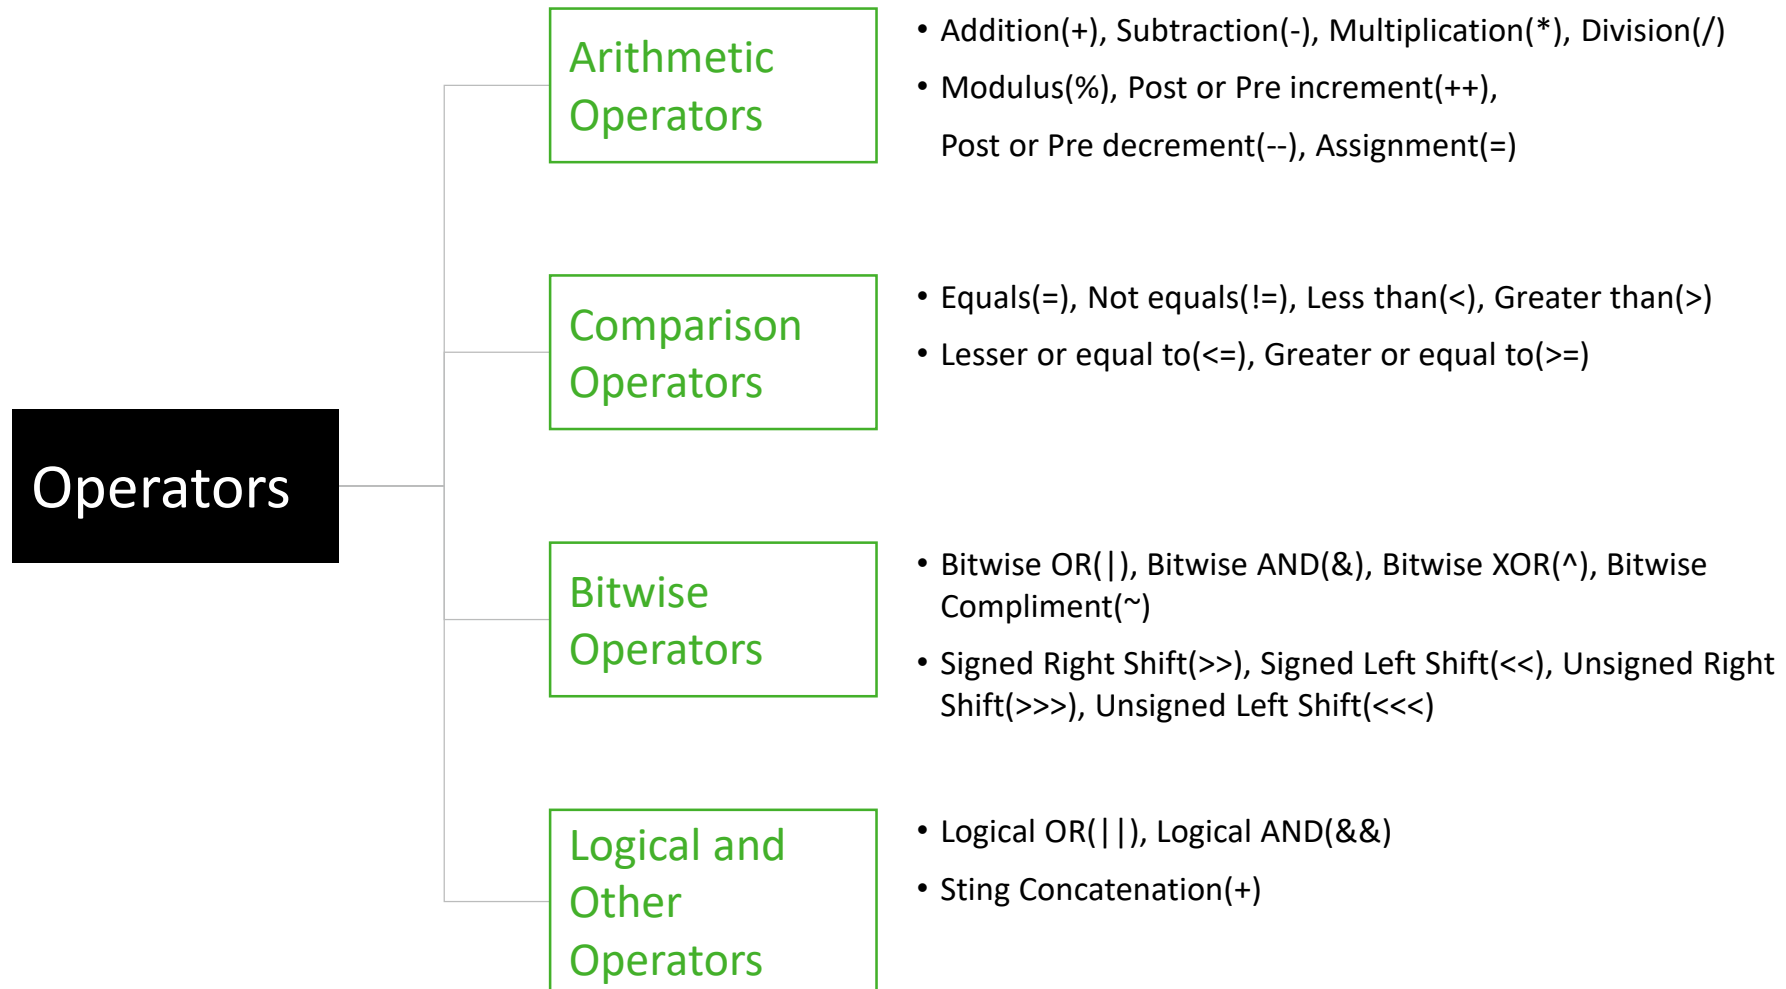 Operators
Arithmetic
Operators
• Addition(+), Subtraction(-), Multiplication(*), Division(/)
• Modulus(%), Post or Pre increment(++),
Post or Pre decrement(--), Assignment(=)
Comparison
Operators
• Equals(=), Not equals(!=), Less than(<), Greater than(>)
• Lesser or equal to(<=), Greater or equal to(>=)
Bitwise
Operators
• Bitwise OR(|), Bitwise AND(&), Bitwise XOR(^), Bitwise
Compliment(~)
• Signed Right Shift(>>), Signed Left Shift(<<), Unsigned Right
Shift(>>>), Unsigned Left Shift(<<<)
Logical and
Other
Operators
• Logical OR(||), Logical AND(&&)
• Sting Concatenation(+)